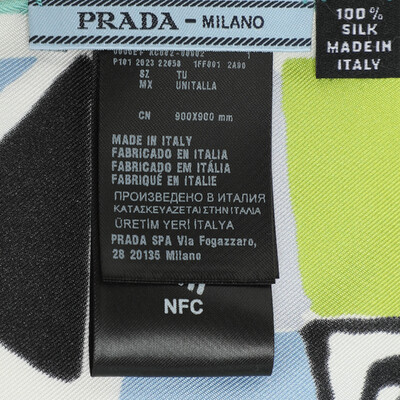 PRADA - MILANO
100%
SILK
MADE IN
ITALY
P101 2023 22058 1FF001 2A90
SZ TU
MX UNITALLA
CN 900X900 mm
MADE IN ITALY
FABRICADO EN ITALIA
FABRICADO EM ITÁLIA
FABRIQUÉ EN ITALIE
ПРОИЗВЕДЕНО В ИТАЛИЯ
ΚΑΤΑΣΚΕΥΑΖΕΤΑΙ ΣΤΗΝ ΙΤΑΛΙΑ
ÜRETİM YERİ İTALYA
PRADA SPA Via Fogazzaro,
28 20135 Milano
NFC